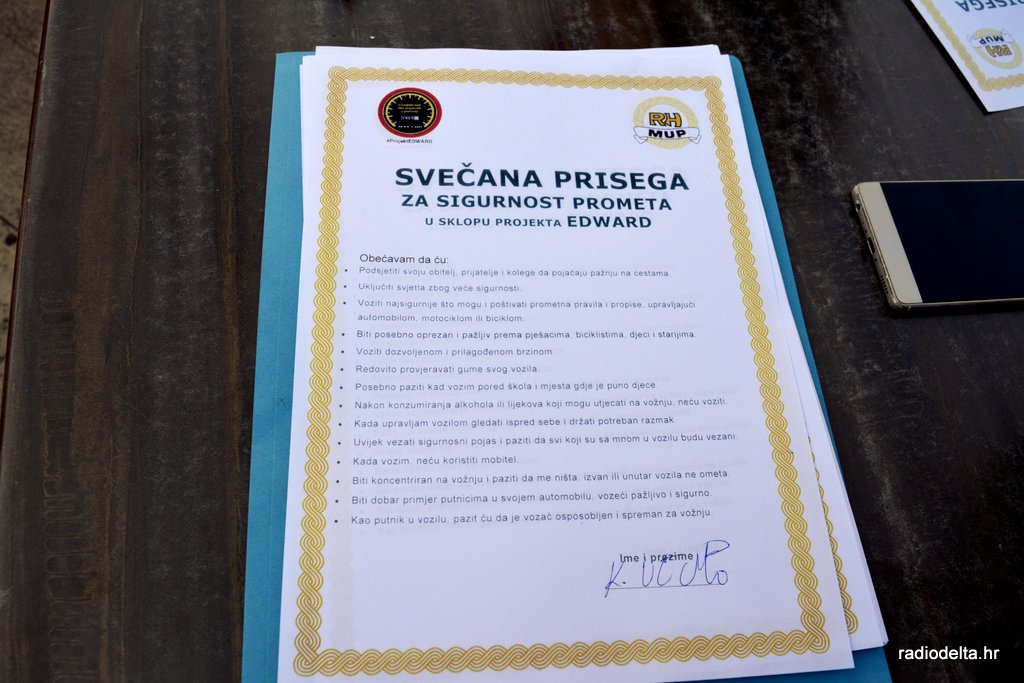 #ProjektEDWARD
RH
MUP
SVEČANA PRISEGA
ZA SIGURNOST PROMETA
U SKLOPU PROJEKTA EDWARD
Obećavam da ću:
• Podsjetiti svoju obitelj, prijatelje i kolege da pojačaju pažnju na cestama.
• Uključiti svjetla zbog veće sigurnosti.
• Voziti najsigurnije što mogu i poštivati prometna pravila i propise, upravljajući
automobilom, motociklom ili biciklom.
• Biti posebno oprezan i pažljiv prema pješacima, biciklistima, djeci i starijima.
• Voziti dozvoljenom i prilagođenom brzinom.
• Redovito provjeravati gume svog vozila.
• Posebno paziti kad vozim pored škola i mjesta gdje je puno djece.
• Nakon konzumiranja alkohola ili lijekova koji mogu utjecati na vožnju, neću voziti.
• Kada upravljam vozilom gledati ispred sebe i držati potreban razmak.
• Uvijek vezati sigurnosni pojas i paziti da svi koji su sa mnom u vozilu budu vezani.
• Kada vozim, neću koristiti mobitel.
• Biti koncentriran na vožnju i paziti da me ništa, izvan ili unutar vozila ne ometa.
• Biti dobar primjer putnicima u svojem automobilu, vozeći pažljivo i sigurno.
• Kao putnik u vozilu, pazit ću da je vozač osposobljen i spreman za vožnju.
Ime i prezime
K.
PRISEGA
RH
MUP
radiodelta.hr